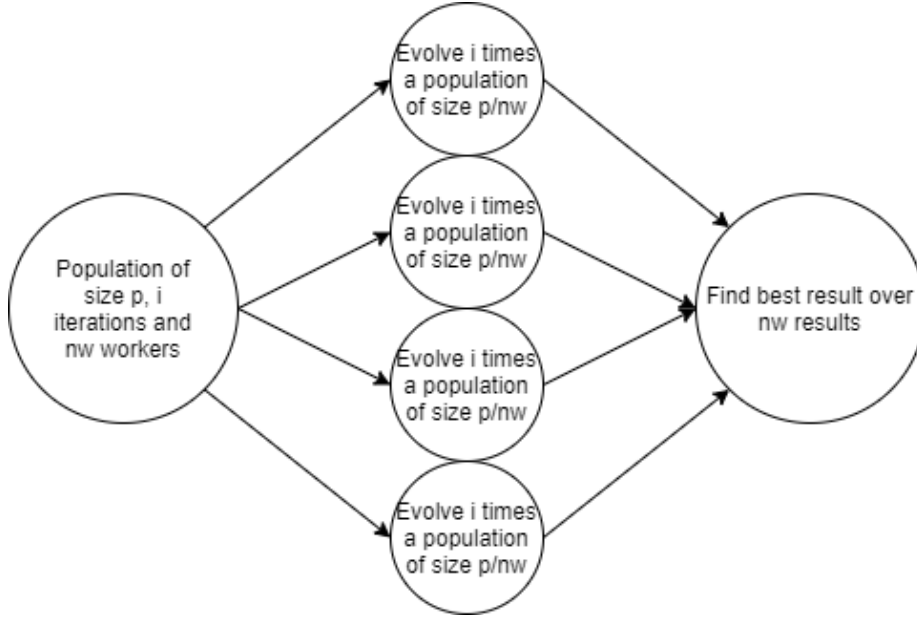 Population of
size p, i
iterations and
nw workers
Evolve i times
a population
of size p/nw
Evolve i times
a population
of size p/nw
Evolve i times
a population
of size p/nw
Evolve i times
a population
of size p/nw
Find best result over
nw results